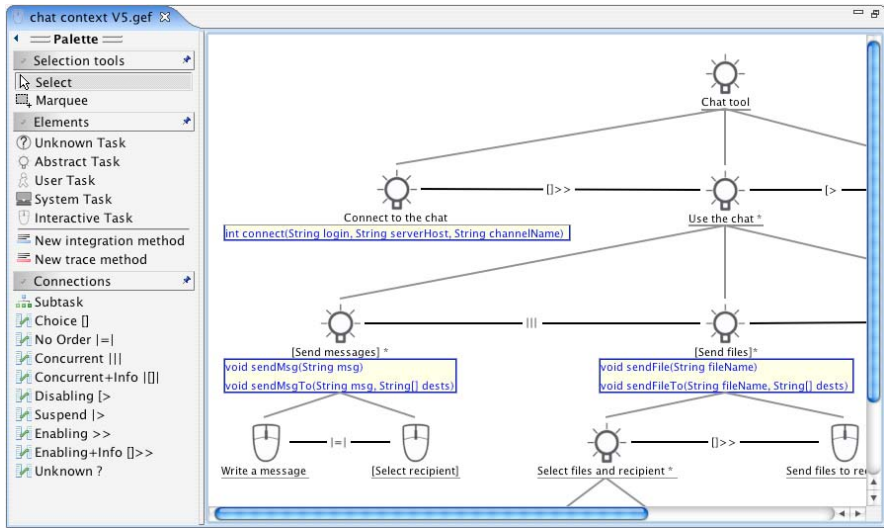 chat context V5.gef
Palette
Selection tools
Select
Marquee
Elements
Unknown Task
Abstract Task
User Task
System Task
Interactive Task
New integration method
New trace method
Connections
Subtask
Choice []
No Order |=|
Concurrent |||
Concurrent+Info |[]|
Disabling [>
Suspend |>
Enabling >>
Enabling+Info []>>
Unknown ?
Chat tool
[]>>
[>
Connect to the chat
Use the chat *
int connect(String login, String serverHost, String channelName)
|||
[Send messages] *
[Send files]*
void sendMsg(String msg)
void sendMsgTo(String msg, String[] dests)
void sendFile(String fileName)
void sendFileTo(String fileName, String[] dests)
|=|
[]>>
Write a message
[Select recipient]
Select files and recipient *
Send files to